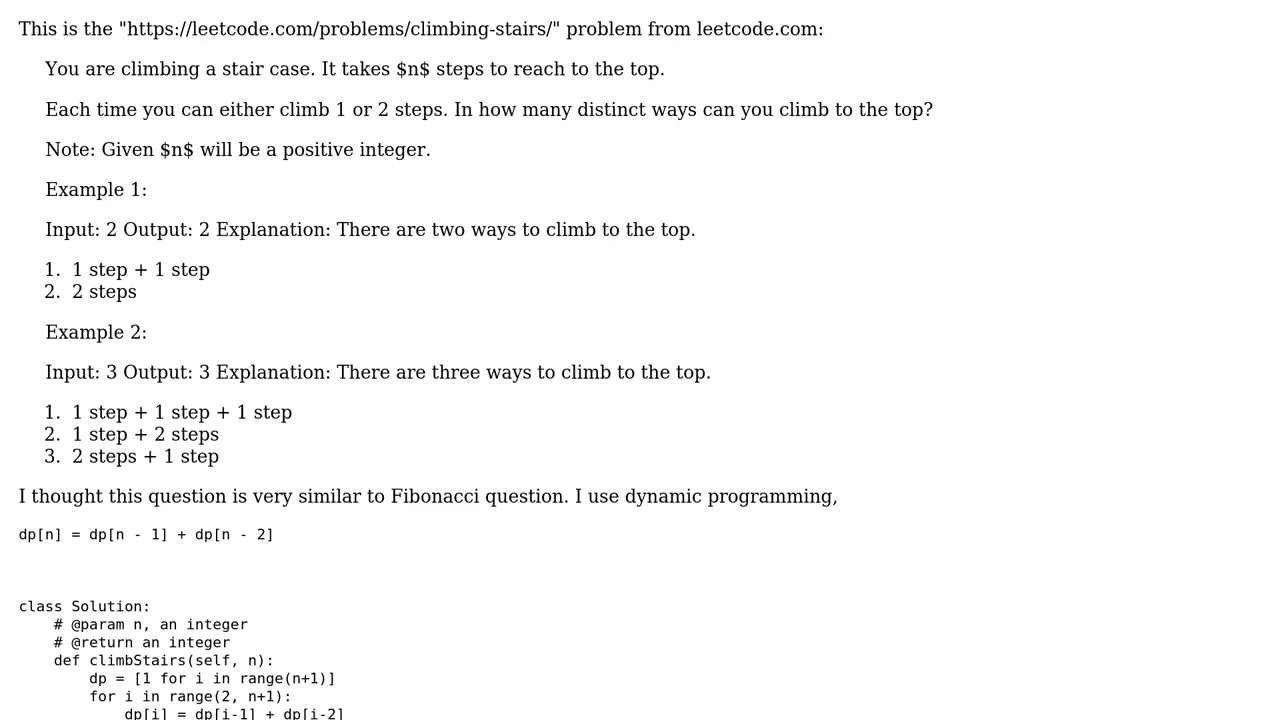 This is the "https://leetcode.com/problems/climbing-stairs/" problem from leetcode.com:
You are climbing a stair case. It takes $n$ steps to reach to the top.
Each time you can either climb 1 or 2 steps. In how many distinct ways can you climb to the top?
Note: Given $n$ will be a positive integer.
Example 1:
Input: 2 Output: 2 Explanation: There are two ways to climb to the top.
1. 1 step + 1 step
2. 2 steps
Example 2:
Input: 3 Output: 3 Explanation: There are three ways to climb to the top.
1. 1 step + 1 step + 1 step
2. 1 step + 2 steps
3. 2 steps + 1 step
I thought this question is very similar to Fibonacci question. I use dynamic programming,
dp[n] = dp[n - 1] + dp[n - 2]
class Solution:
    # @param n, an integer
    # @return an integer
    def climbStairs(self, n):
        dp = [1 for i in range(n+1)]
        for i in range(2, n+1):
            dp[i] = dp[i-1] + dp[i-2]